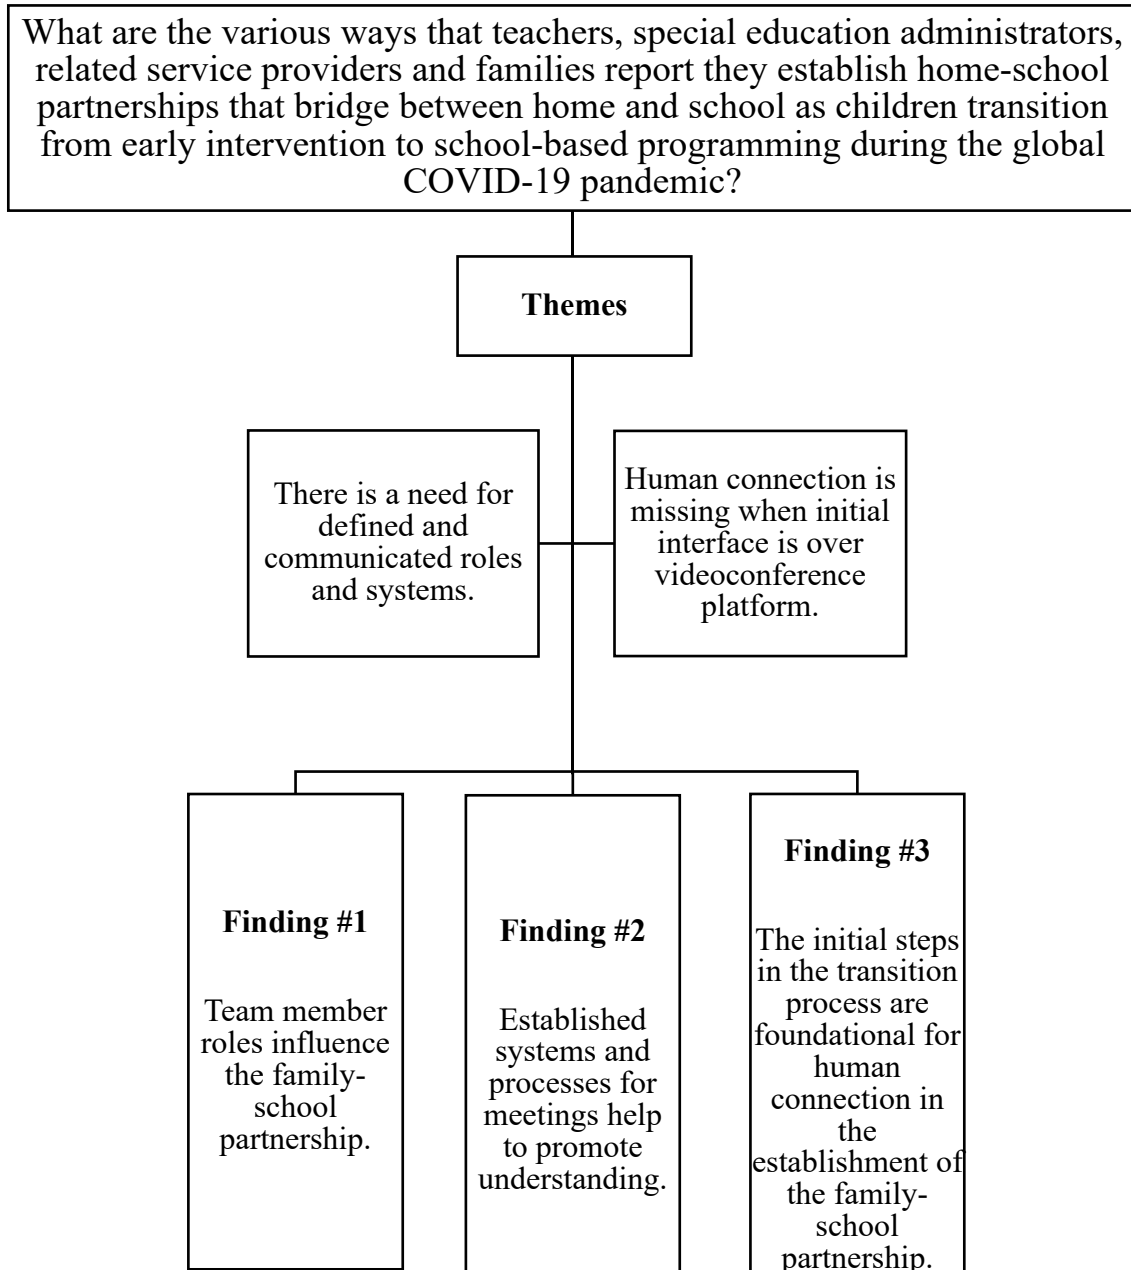 What are the various ways that teachers, special education administrators,
related service providers and families report they establish home-school
partnerships that bridge between home and school as children transition
from early intervention to school-based programming during the global
COVID-19 pandemic?
Themes
There is a need for
defined and
communicated roles
and systems.
Human connection is
missing when initial
interface is over
videoconference
platform.
Finding #1
Team member
roles influence
the family-
school
partnership.
Finding #2
Established
systems and
processes for
meetings help
to promote
understanding.
Finding #3
The initial steps
in the transition
process are
foundational for
human
connection in
the
establishment of
the family-
school
partnership.